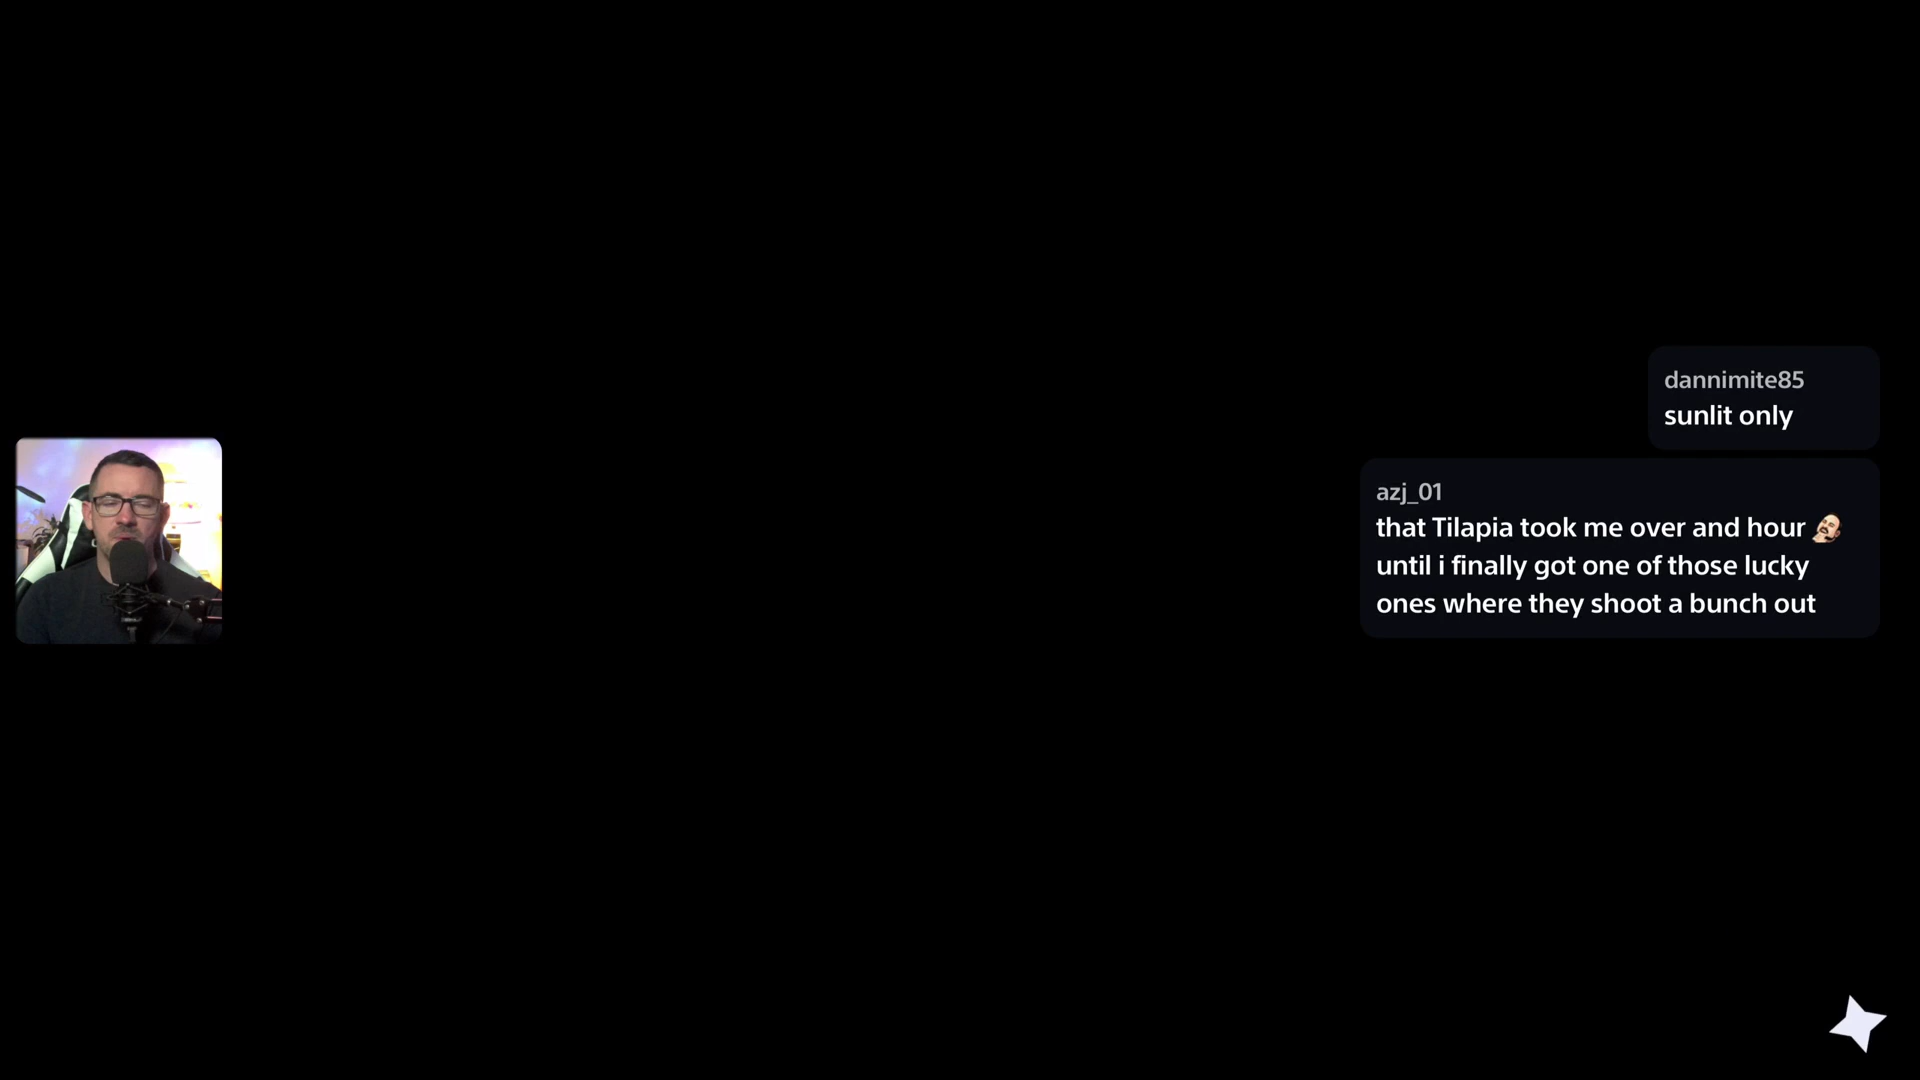 dannimite85
sunlit only
azj_01
that Tilapia took me over and hour
until i finally got one of those lucky
ones where they shoot a bunch out